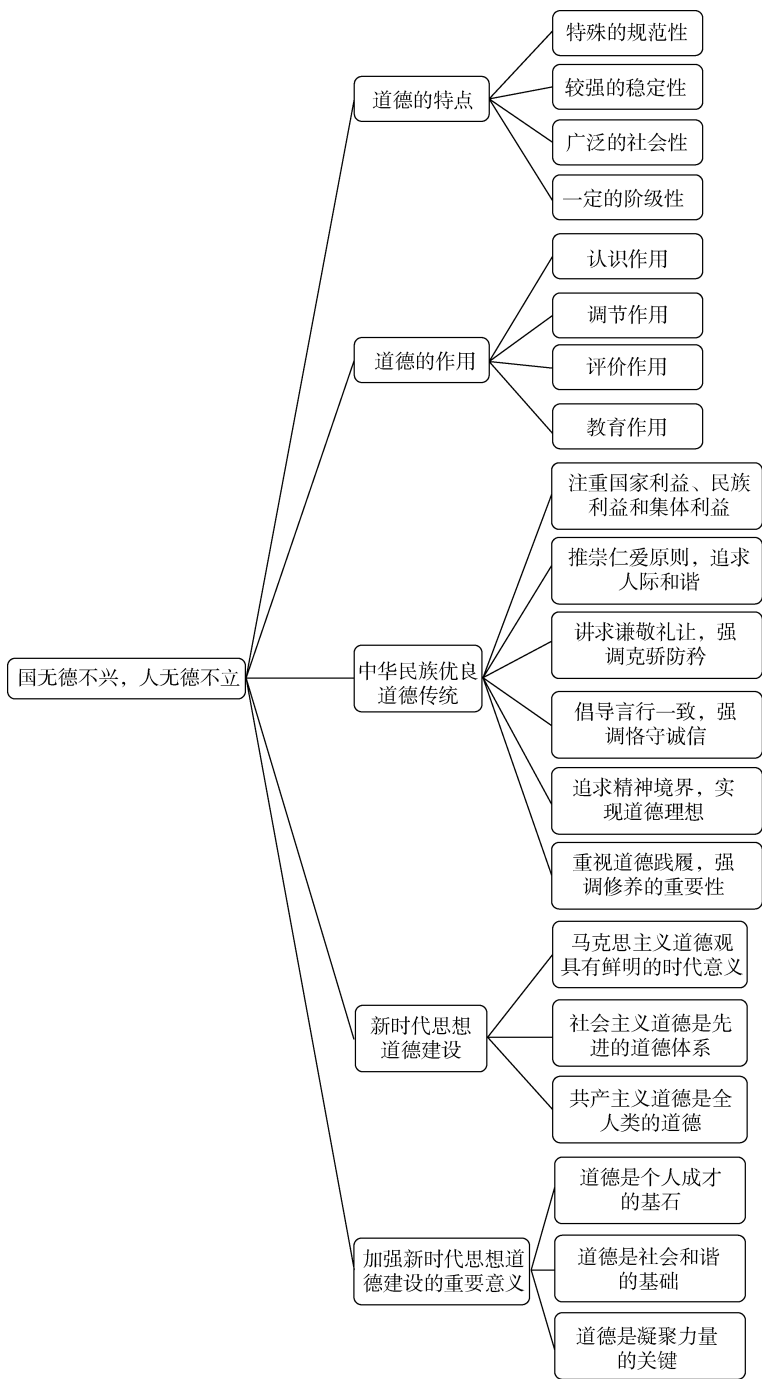 国无德不兴，人无德不立
道德的特点
特殊的规范性
较强的稳定性
广泛的社会性
一定的阶级性
道德的作用
认识作用
调节作用
评价作用
教育作用
中华民族优良
道德传统
注重国家利益、民族
利益和集体利益
推崇仁爱原则，追求
人际和谐
讲求谦敬礼让，强
调克骄防矜
倡导言行一致，强
调恪守诚信
追求精神境界，实
现道德理想
重视道德践履，强
调修养的重要性
新时代思想
道德建设
马克思主义道德观
具有鲜明的时代意义
社会主义道德是先
进的道德体系
共产主义道德是全
人类的道德
加强新时代思想道
德建设的重要意义
道德是个人成才
的基石
道德是社会和谐
的基础
道德是凝聚力量
的关键